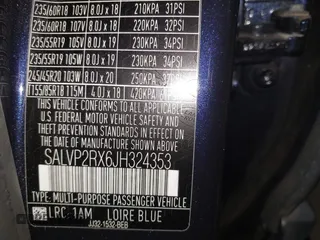 235/60R18 103V 8.0J x 18 210KPA 31PSI
235/60R18 107V 8.0J x 18 220KPA 32PSI
235/55R19 105V 8.0J x 19 230KPA 34PSI
235/55R19 105W 8.0J x 19 230KPA 34PSI
245/45R20 103W 8.0J x 20 250KPA
T155/85R18 115M 4.0J x 18 420KPA
THIS VEHICLE CONFORMS TO ALL APPLICABLE
U.S. FEDERAL MOTOR VEHICLE SAFETY AND
THEFT PREVENTION STANDARDS IN EFFECT ON
THE DATE OF MANUFACTURE SHOWN ABOVE.
SALVP2RX6JH324353
TYPE: MULTI-PURPOSE PASSENGER VEHICLE
LRC: 1AM LOIRE BLUE
JJ32-1532-BEB